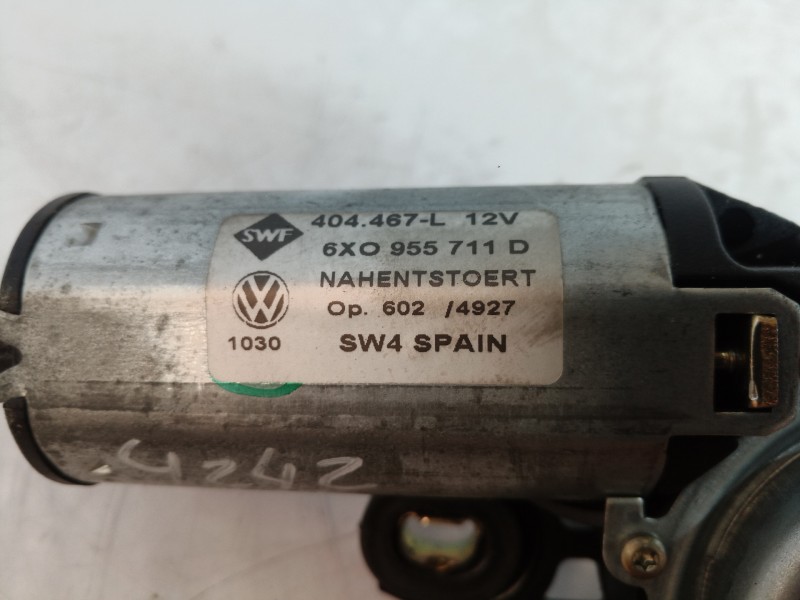 SWF 404.467-L 12V
6XO 955 711 D
NAHENTSTOERT
Op. 602 /4927
1030 SW4 SPAIN
4242